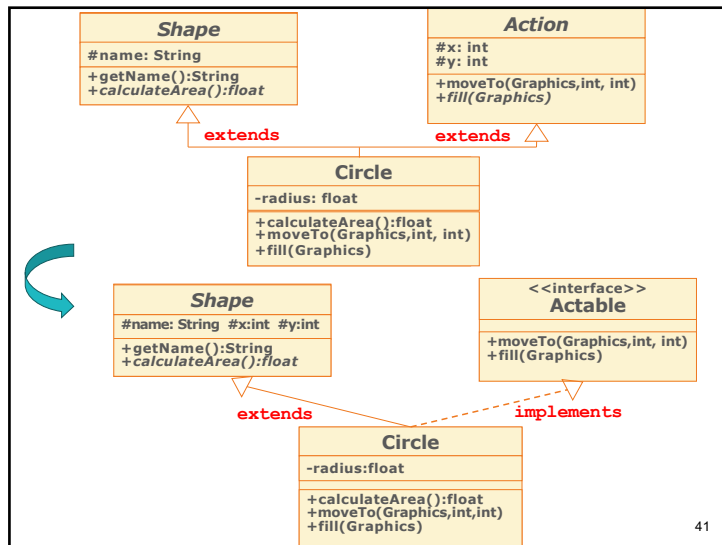 Shape
#name: String
+getName():String
+calculateArea():float
Action
#x: int
#y: int
+moveTo(Graphics,int, int)
+fill(Graphics)
extends
extends
Circle
-radius: float
+calculateArea():float
+moveTo(Graphics,int, int)
+fill(Graphics)
Shape
#name: String #x:int #y:int
+getName():String
+calculateArea():float
<<interface>>
Actable
+moveTo(Graphics,int, int)
+fill(Graphics)
extends
implements
Circle
-radius:float
+calculateArea():float
+moveTo(Graphics,int,int)
+fill(Graphics)
41